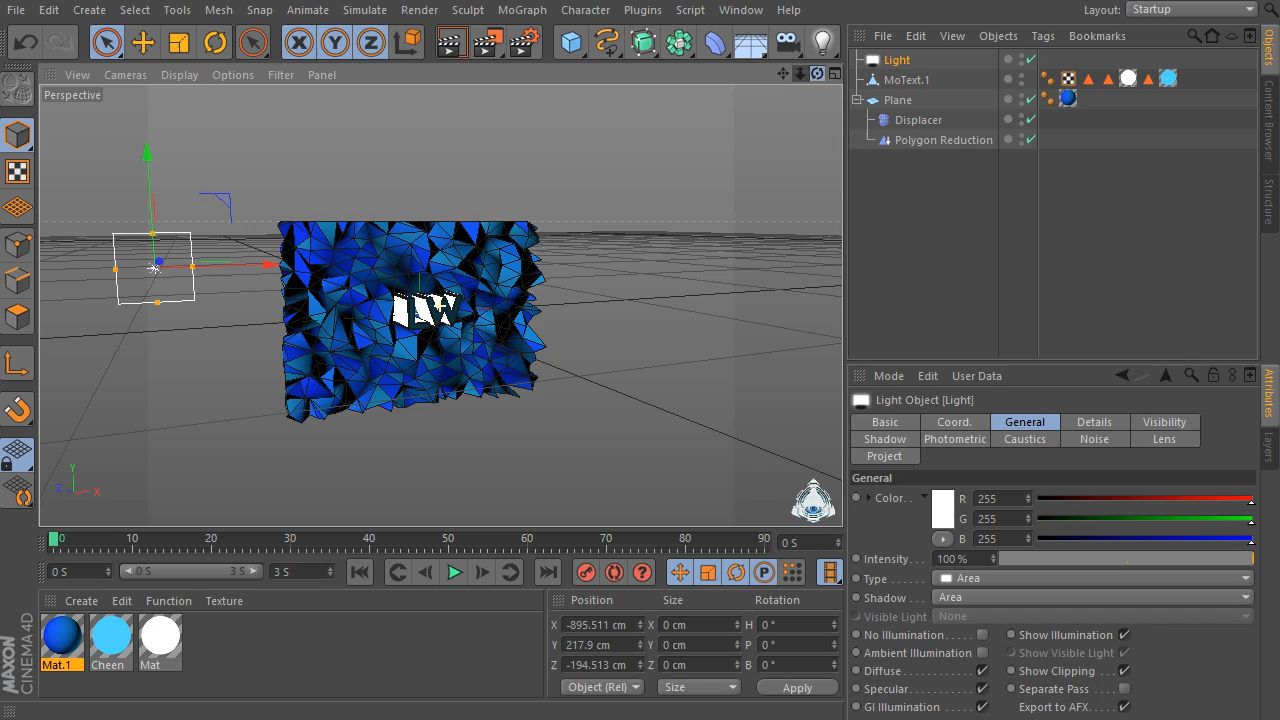 File Edit Create Select Tools Mesh Snap Animate Simulate Render Sculpt MoGraph Character Plugins Script Window Help Layout: Startup
X Y Z
View Cameras Display Options Filter Panel
Perspective
LW
Y
Z X
0 10 20 30 40 50 60 70 80 90 0 S
0 S 0 S 3 S 3 S
P
Create Edit Function Texture
Mat.1 Cheen Mat
MAXON
CINEMA 4D
Position Size Rotation
X -895.511 cm X 0 cm H 0 °
Y 217.9 cm Y 0 cm P 0 °
Z -194.513 cm Z 0 cm B 0 °
Object (Rel) Size Apply
File Edit View Objects Tags Bookmarks
Light
MoText.1
Plane
Displacer
Polygon Reduction
Objects
Content Browser
Structure
Mode Edit User Data
Light Object [Light]
Basic Coord. General Details Visibility
Shadow Photometric Caustics Noise Lens
Project
General
Color. . R 255
G 255
B 255
Intensity. . . 100 %
Type . . . . Area
Shadow. . . Area
Visible Light None
No Illumination. . . . . Show Illumination
Ambient Illumination Show Visible Light
Diffuse . . . . . . . . . . Show Clipping
Specular. . . . . . . . . Separate Pass
GI Illumination Export to AFX. .
Attributes
Layers